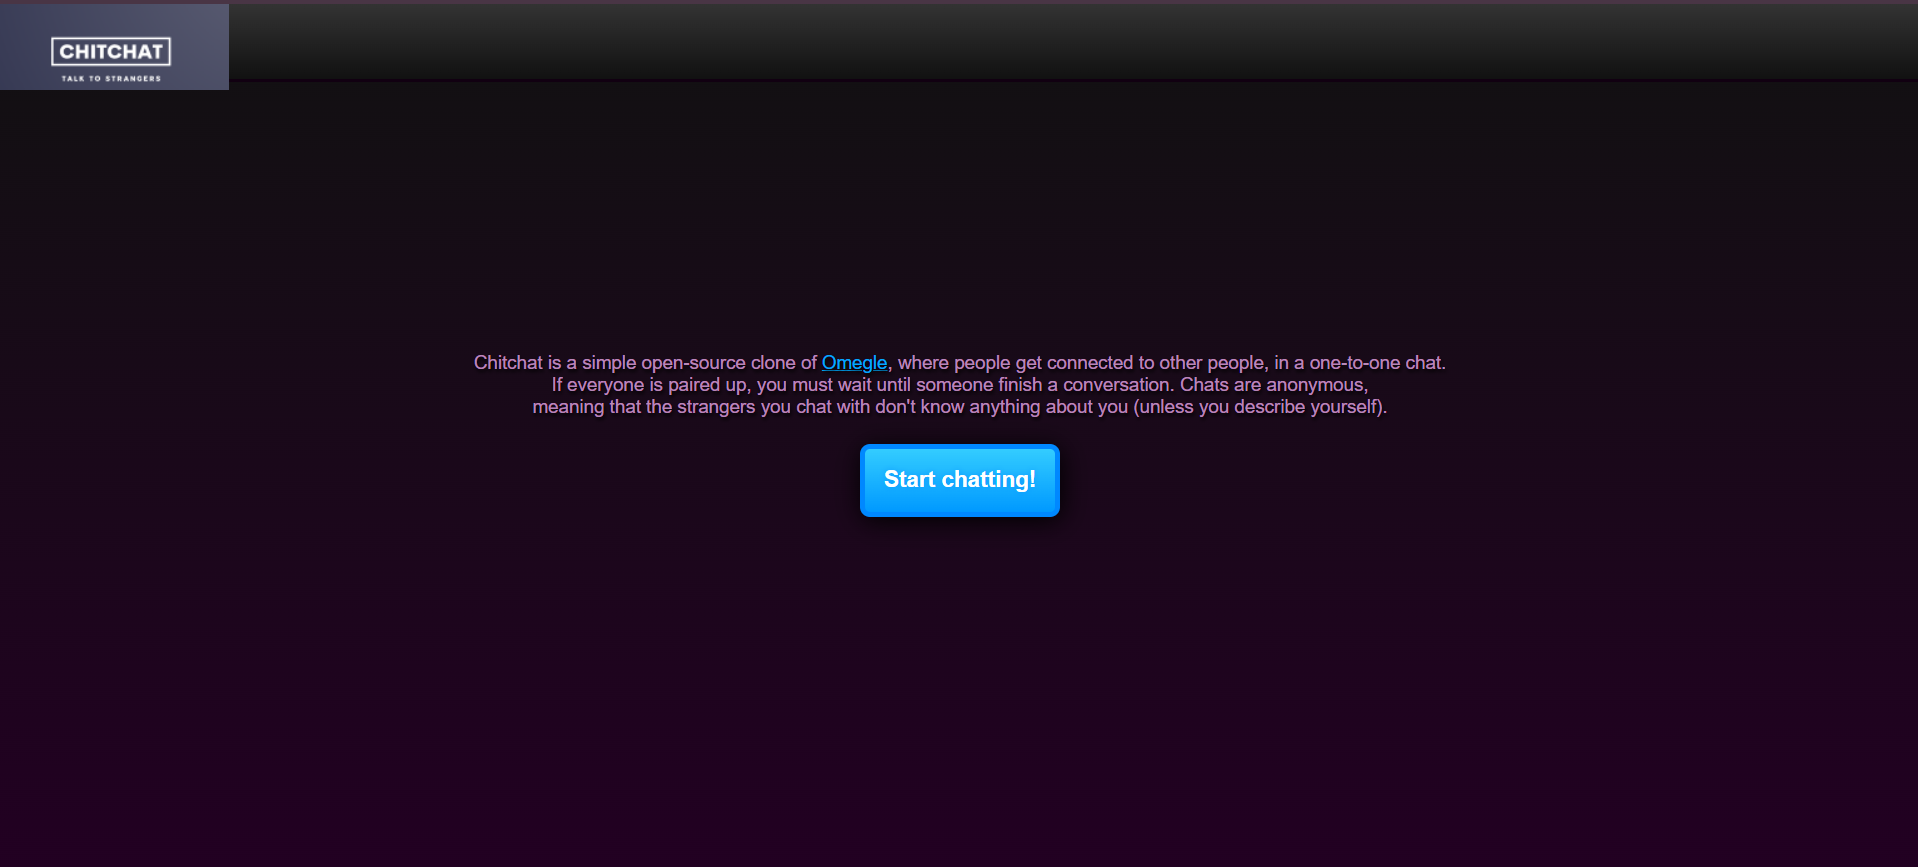 CHITCHAT
TALK TO STRANGERS
Chitchat is a simple open-source clone of Omegle, where people get connected to other people, in a one-to-one chat.
If everyone is paired up, you must wait until someone finish a conversation. Chats are anonymous,
meaning that the strangers you chat with don't know anything about you (unless you describe yourself).
Start chatting!